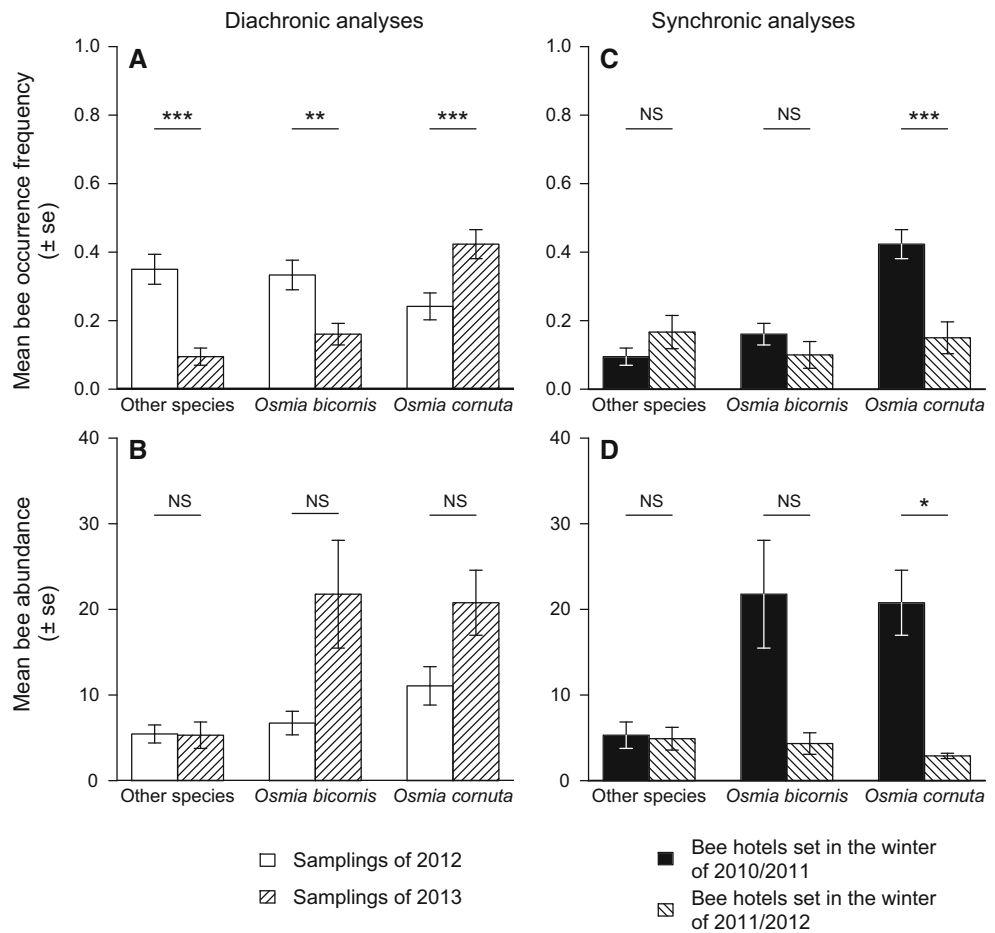 Diachronic analyses
Synchronic analyses
A
C
Mean bee occurrence frequency
(± se)
1.0
0.8
0.6
0.4
0.2
0.0
***
**
***
Other species
Osmia bicornis
Osmia cornuta
1.0
0.8
0.6
0.4
0.2
0.0
NS
NS
***
Other species
Osmia bicornis
Osmia cornuta
B
D
Mean bee abundance
(± se)
40
30
20
10
0
NS
NS
NS
Other species
Osmia bicornis
Osmia cornuta
40
30
20
10
0
NS
NS
*
Other species
Osmia bicornis
Osmia cornuta
Samplings of 2012
Samplings of 2013
Bee hotels set in the winter
of 2010/2011
Bee hotels set in the winter
of 2011/2012